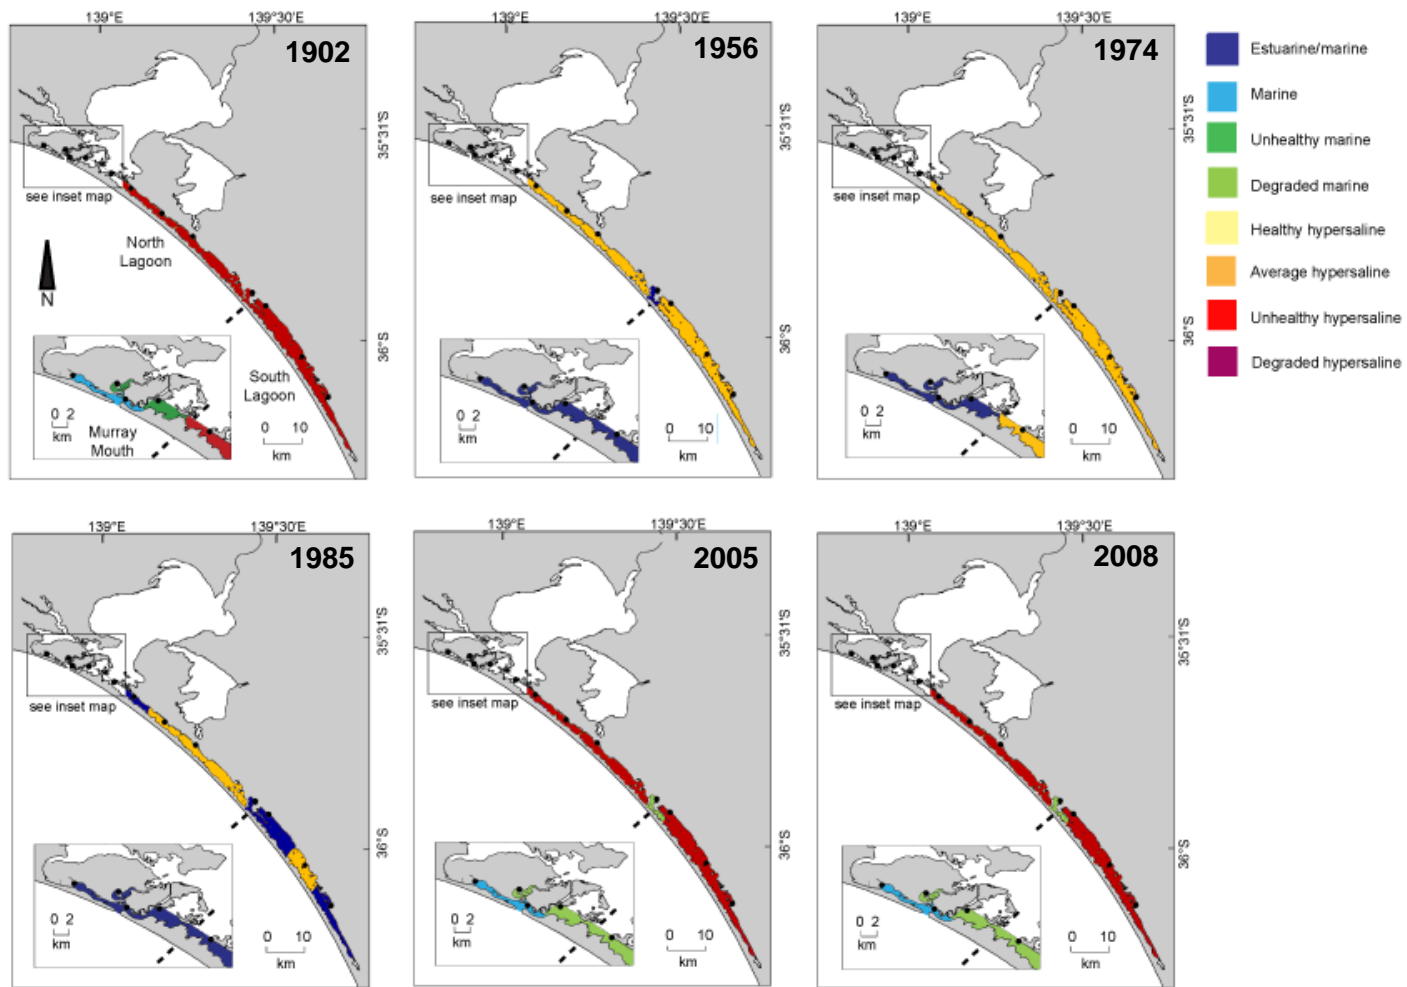 139°E
139°30'E
1902
35°31'S
see inset map
North
Lagoon
N
36°S
South
Lagoon
0 2
km
Murray
Mouth
0 10
km
139°E
139°30'E
1956
35°31'S
see inset map
36°S
0 2
km
0 10
km
139°E
139°30'E
1974
35°31'S
see inset map
36°S
0 2
km
0 10
km
Estuarine/marine
Marine
Unhealthy marine
Degraded marine
Healthy hypersaline
Average hypersaline
Unhealthy hypersaline
Degraded hypersaline
139°E
139°30'E
1985
35°31'S
see inset map
36°S
0 2
km
0 10
km
139°E
139°30'E
2005
35°31'S
see inset map
36°S
0 2
km
0 10
km
139°E
139°30'E
2008
35°31'S
see inset map
36°S
0 2
km
0 10
km